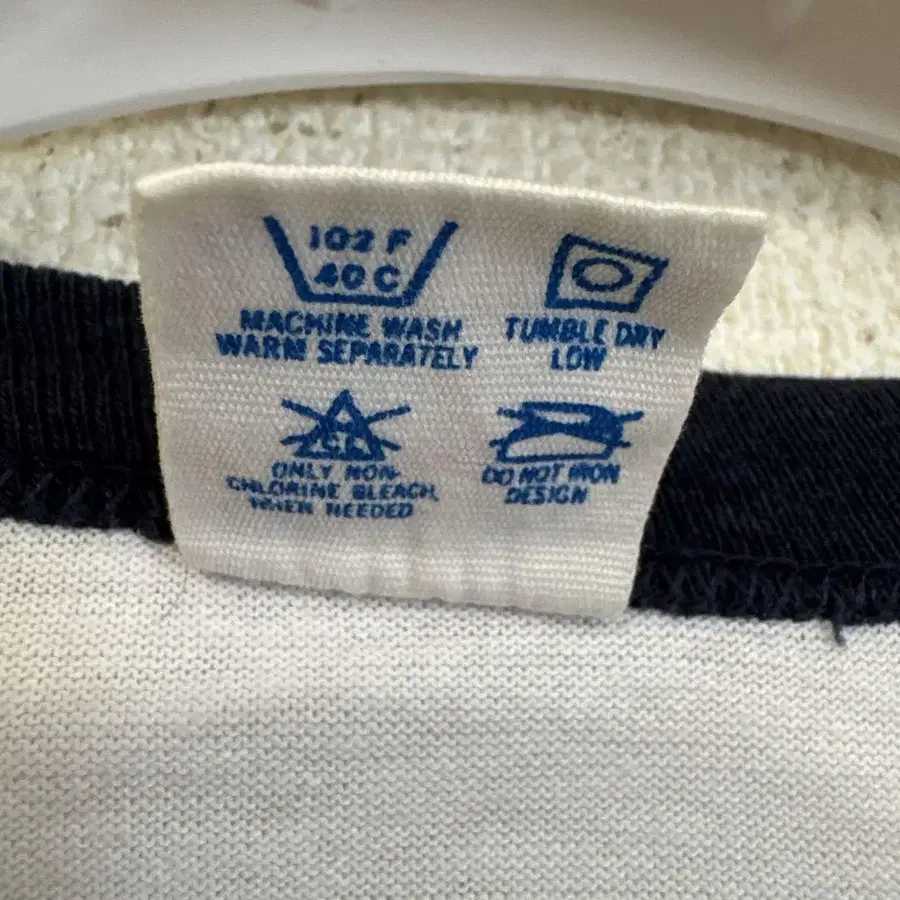 102 F
40 C
MACHINE WASH
WARM SEPARATELY
TUMBLE DRY
LOW
CL
ONLY NON-
CHLORINE BLEACH,
WHEN NEEDED
DO NOT IRON
DESIGN